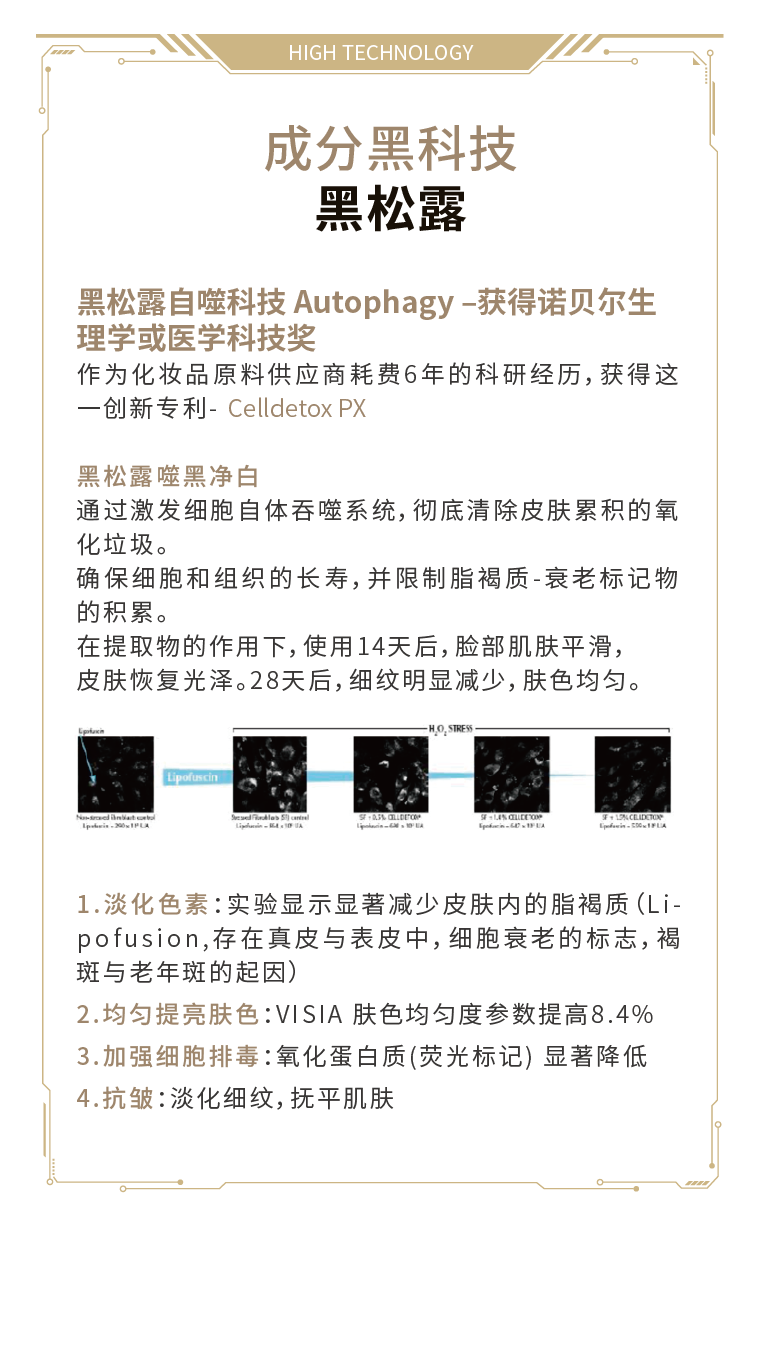 HIGH TECHNOLOGY
成分黑科技
黑松露
黑松露自噬科技 Autophagy –获得诺贝尔生
理学或医学科技奖
作为化妆品原料供应商耗费6年的科研经历，获得这
一创新专利- Celldetox PX
黑松露噬黑净白
通过激发细胞自体吞噬系统，彻底清除皮肤累积的氧
化垃圾。
确保细胞和组织的长寿，并限制脂褐质-衰老标记物
的积累。
在提取物的作用下，使用14天后，脸部肌肤平滑，
皮肤恢复光泽。28天后，细纹明显减少，肤色均匀。
Lipofuscin
H₂O₂ STRESS
Lipofuscin
Non-stressed fibroblasts control
Stressed Fibroblasts (SF) control
SF + 0.5% CELLDETOX®
SF + 1.0% CELLDETOX®
SF + 1.5% CELLDETOX®
1.淡化色素：实验显示显著减少皮肤内的脂褐质（Li-
pofusion,存在真皮与表皮中，细胞衰老的标志，褐
斑与老年斑的起因）
2.均匀提亮肤色：VISIA 肤色均匀度参数提高8.4%
3.加强细胞排毒：氧化蛋白质(荧光标记) 显著降低
4.抗皱：淡化细纹，抚平肌肤